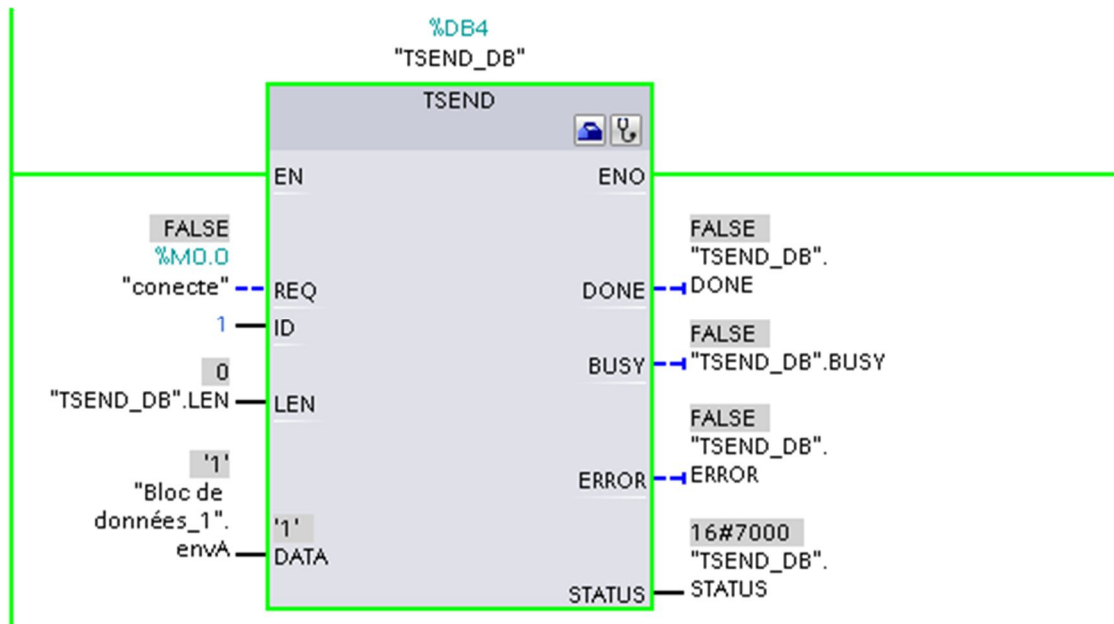 %DB4
"TSEND_DB"
TSEND
EN
ENO
FALSE
%M0.0
"conecte"
REQ
FALSE
"TSEND_DB".
DONE
DONE
1
ID
FALSE
"TSEND_DB".BUSY
BUSY
0
"TSEND_DB".LEN
LEN
FALSE
"TSEND_DB".
ERROR
ERROR
'1'
"Bloc de
données_1".
envA
'1'
DATA
16#7000
"TSEND_DB".
STATUS
STATUS